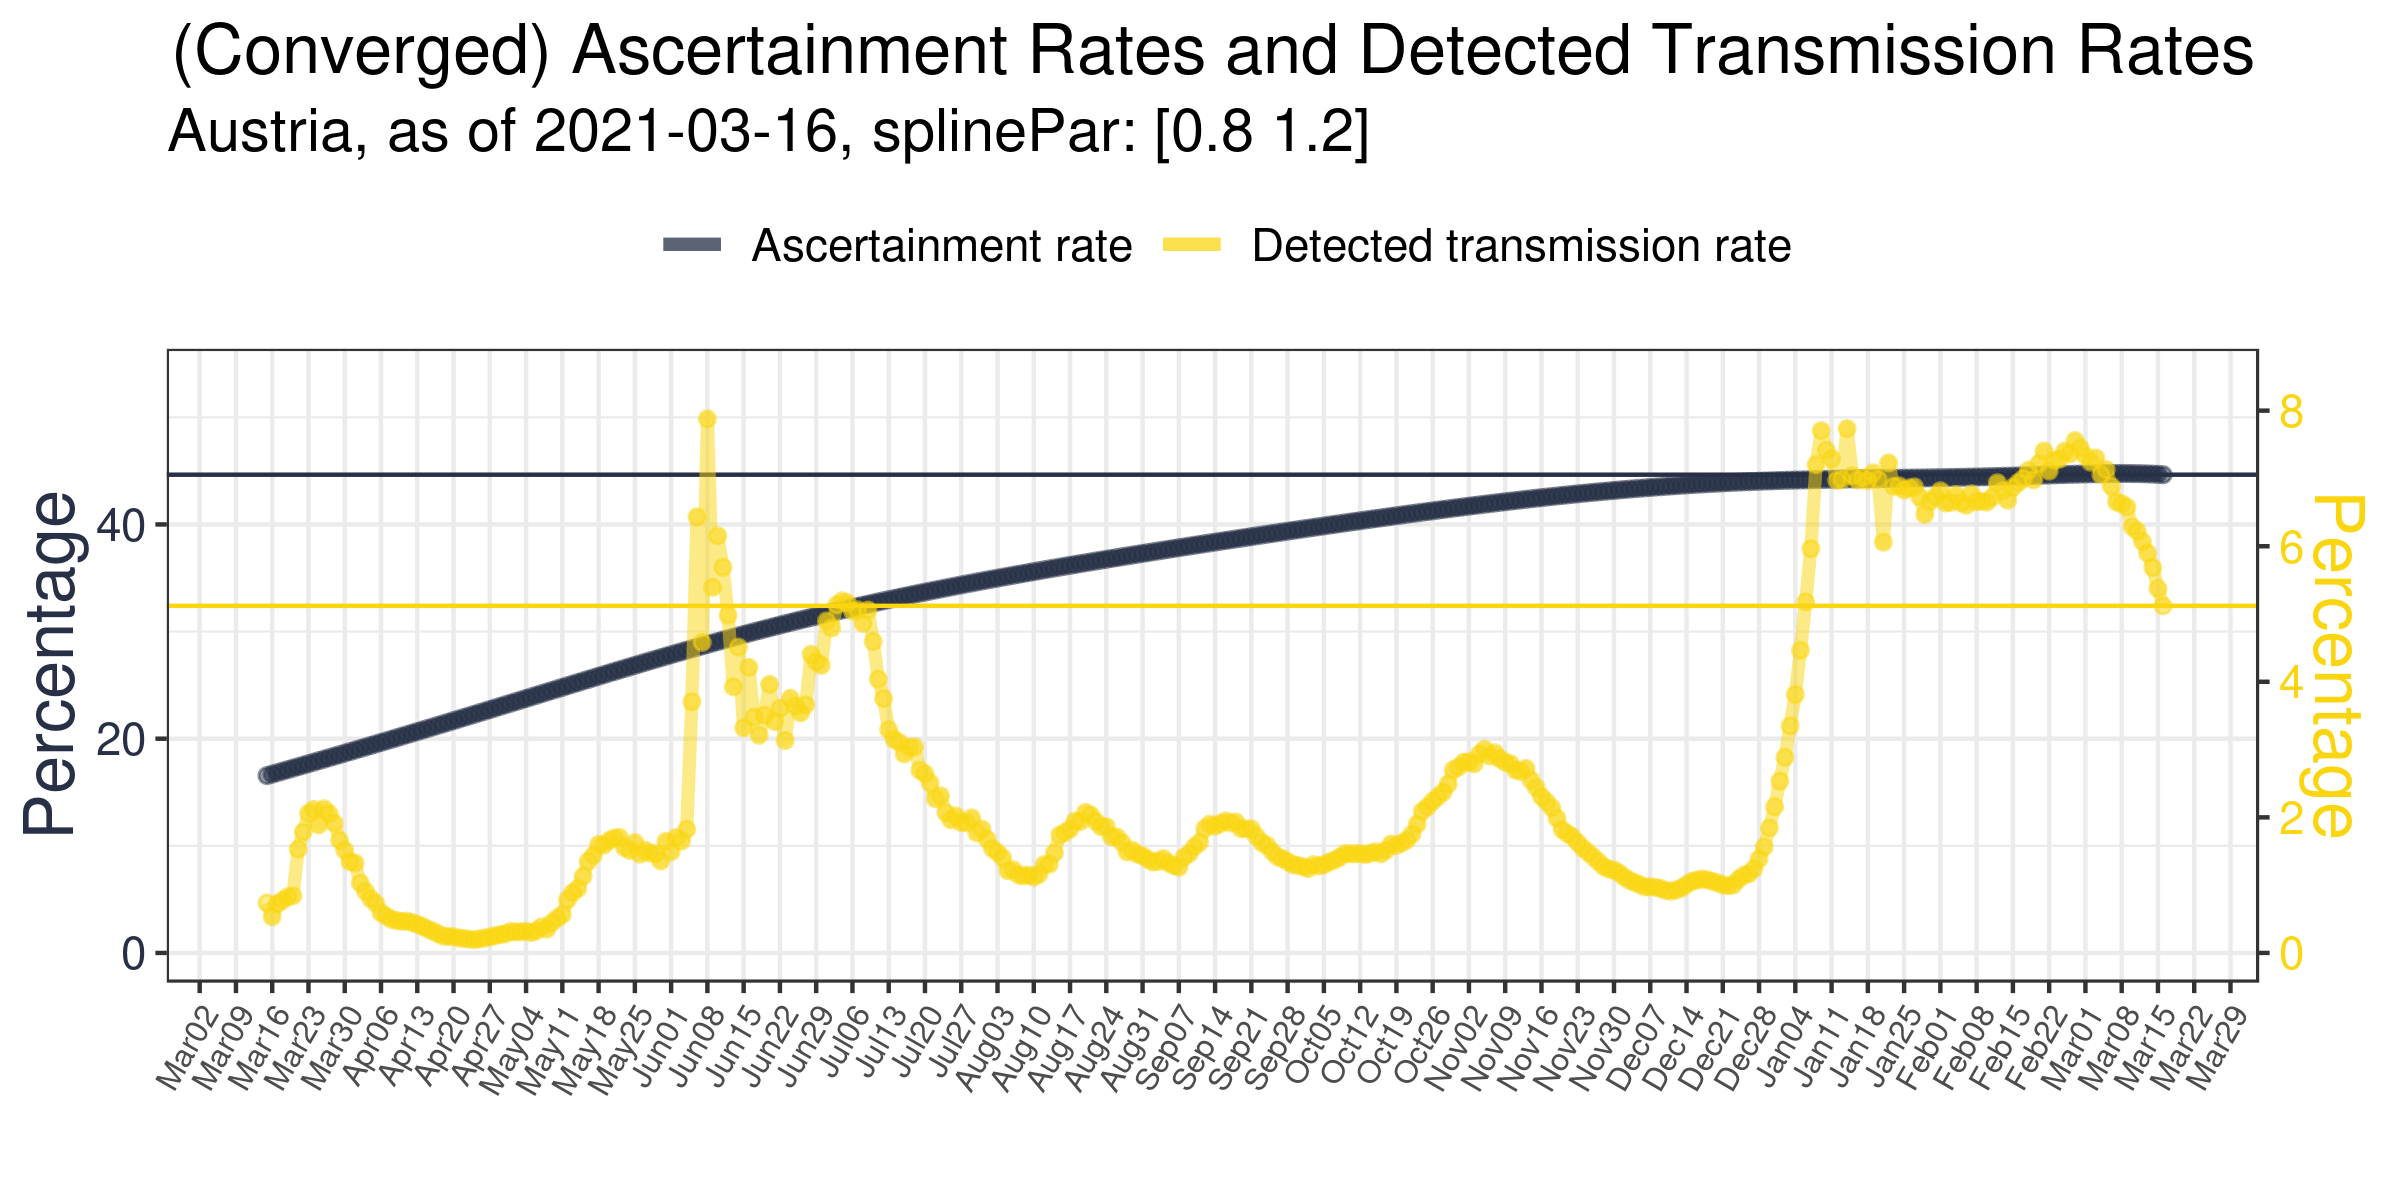 (Converged) Ascertainment Rates and Detected Transmission Rates
Austria, as of 2021-03-16, splinePar: [0.8 1.2]
Ascertainment rate Detected transmission rate
Percentage
40
20
0
8
6
4
2
0
Percentage
Mar02 Mar09 Mar16 Mar23 Mar30 Apr06 Apr13 Apr20 Apr27 May04 May11 May18 May25 Jun01 Jun08 Jun15 Jun22 Jun29 Jul06 Jul13 Jul20 Jul27 Aug03 Aug10 Aug17 Aug24 Aug31 Sep07 Sep14 Sep21 Sep28 Oct05 Oct12 Oct19 Oct26 Nov02 Nov09 Nov16 Nov23 Nov30 Dec07 Dec14 Dec21 Dec28 Jan04 Jan11 Jan18 Jan25 Feb01 Feb08 Feb15 Feb22 Mar01 Mar08 Mar15 Mar22 Mar29